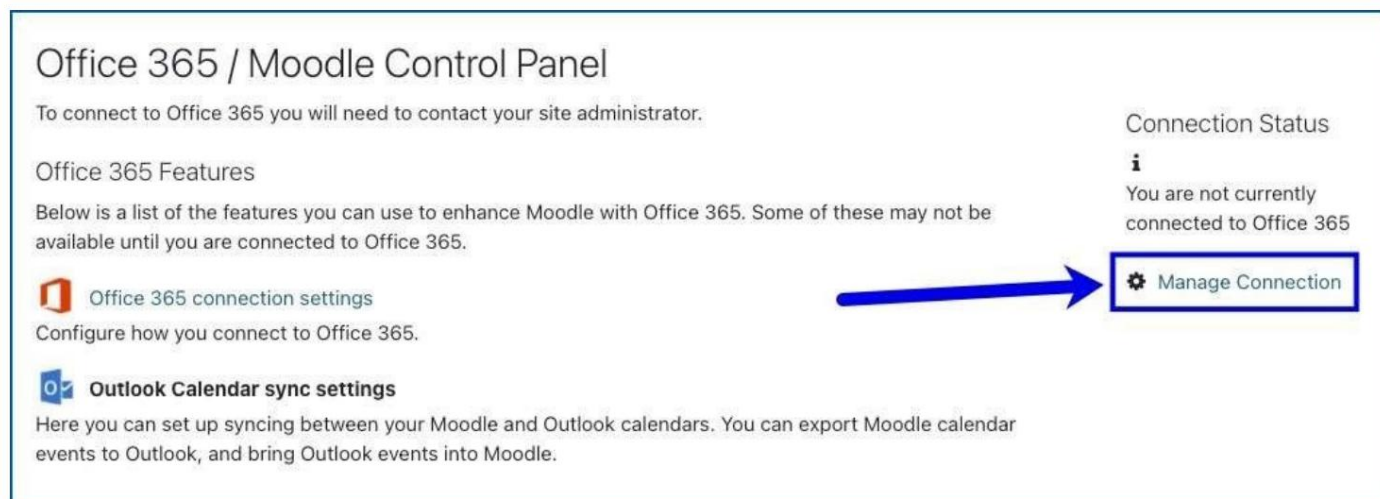 Office 365 / Moodle Control Panel
To connect to Office 365 you will need to contact your site administrator.
Office 365 Features
Below is a list of the features you can use to enhance Moodle with Office 365. Some of these may not be
available until you are connected to Office 365.
Office 365 connection settings
Configure how you connect to Office 365.
Outlook Calendar sync settings
Here you can set up syncing between your Moodle and Outlook calendars. You can export Moodle calendar
events to Outlook, and bring Outlook events into Moodle.
Connection Status
You are not currently
connected to Office 365
Manage Connection